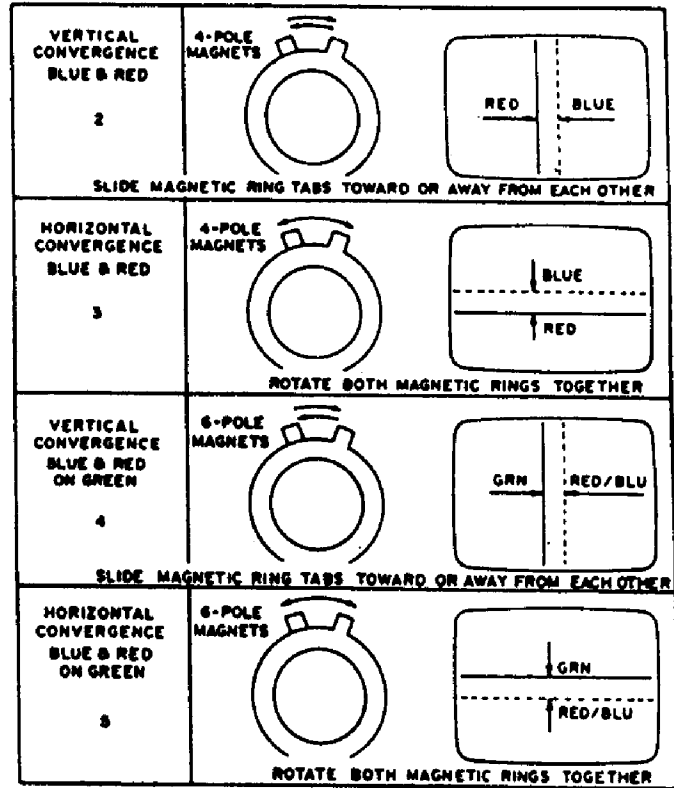 VERTICAL
CONVERGENCE
BLUE & RED
2
4-POLE
MAGNETS
RED
BLUE
SLIDE MAGNETIC RING TABS TOWARD OR AWAY FROM EACH OTHER
HORIZONTAL
CONVERGENCE
BLUE & RED
3
4-POLE
MAGNETS
BLUE
RED
ROTATE BOTH MAGNETIC RINGS TOGETHER
VERTICAL
CONVERGENCE
BLUE & RED
ON GREEN
4
6-POLE
MAGNETS
GRN
RED/BLU
SLIDE MAGNETIC RING TABS TOWARD OR AWAY FROM EACH OTHER
HORIZONTAL
CONVERGENCE
BLUE & RED
ON GREEN
5
6-POLE
MAGNETS
GRN
RED/BLU
ROTATE BOTH MAGNETIC RINGS TOGETHER